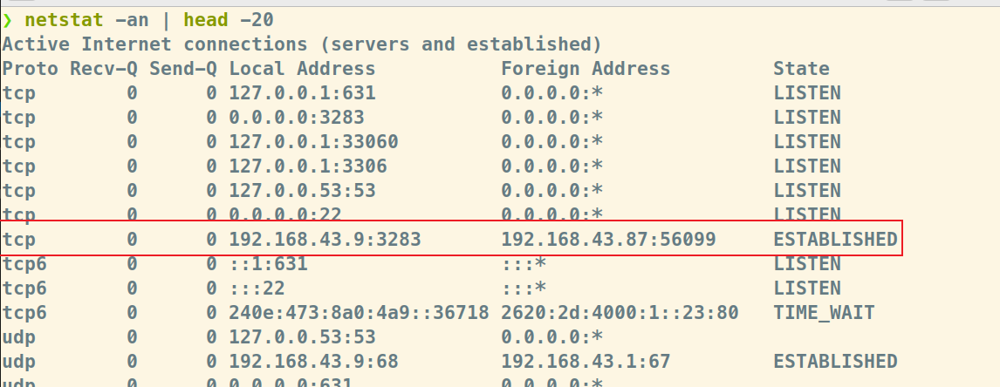 ❯ netstat -an | head -20
Active Internet connections (servers and established)
Proto Recv-Q Send-Q Local Address           Foreign Address         State
tcp        0      0 127.0.0.1:631           0.0.0.0:*               LISTEN
tcp        0      0 0.0.0.0:3283            0.0.0.0:*               LISTEN
tcp        0      0 127.0.0.1:33060         0.0.0.0:*               LISTEN
tcp        0      0 127.0.0.1:3306          0.0.0.0:*               LISTEN
tcp        0      0 127.0.0.53:53           0.0.0.0:*               LISTEN
tcp        0      0 0.0.0.0:22              0.0.0.0:*               LISTEN
tcp        0      0 192.168.43.9:3283       192.168.43.87:56099     ESTABLISHED
tcp6       0      0 ::1:631                 :::*                    LISTEN
tcp6       0      0 :::22                   :::*                    LISTEN
tcp6       0      0 240e:473:8a0:4a9::36718 2620:2d:4000:1::23:80   TIME_WAIT
udp        0      0 127.0.0.53:53           0.0.0.0:*
udp        0      0 192.168.43.9:68         192.168.43.1:67         ESTABLISHED
udp        0      0 0.0.0.0:631             0.0.0.0:*